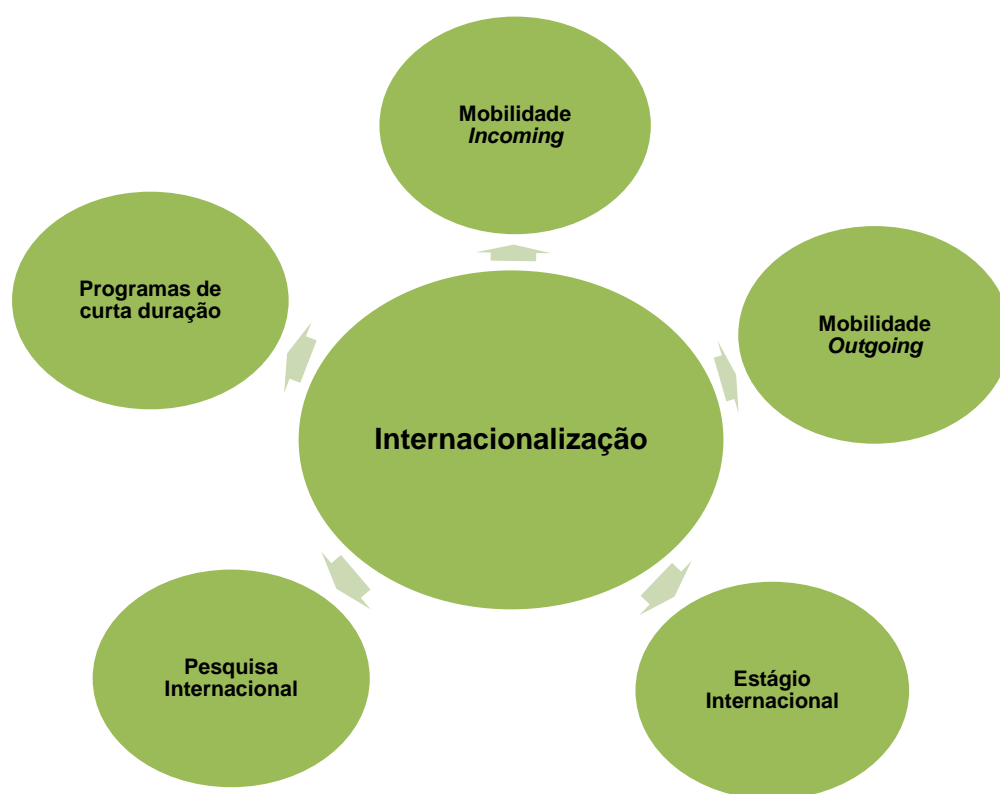 Mobilidade
Incoming
Programas de
curta duração
Mobilidade
Outgoing
Internacionalização
Pesquisa
Internacional
Estágio
Internacional